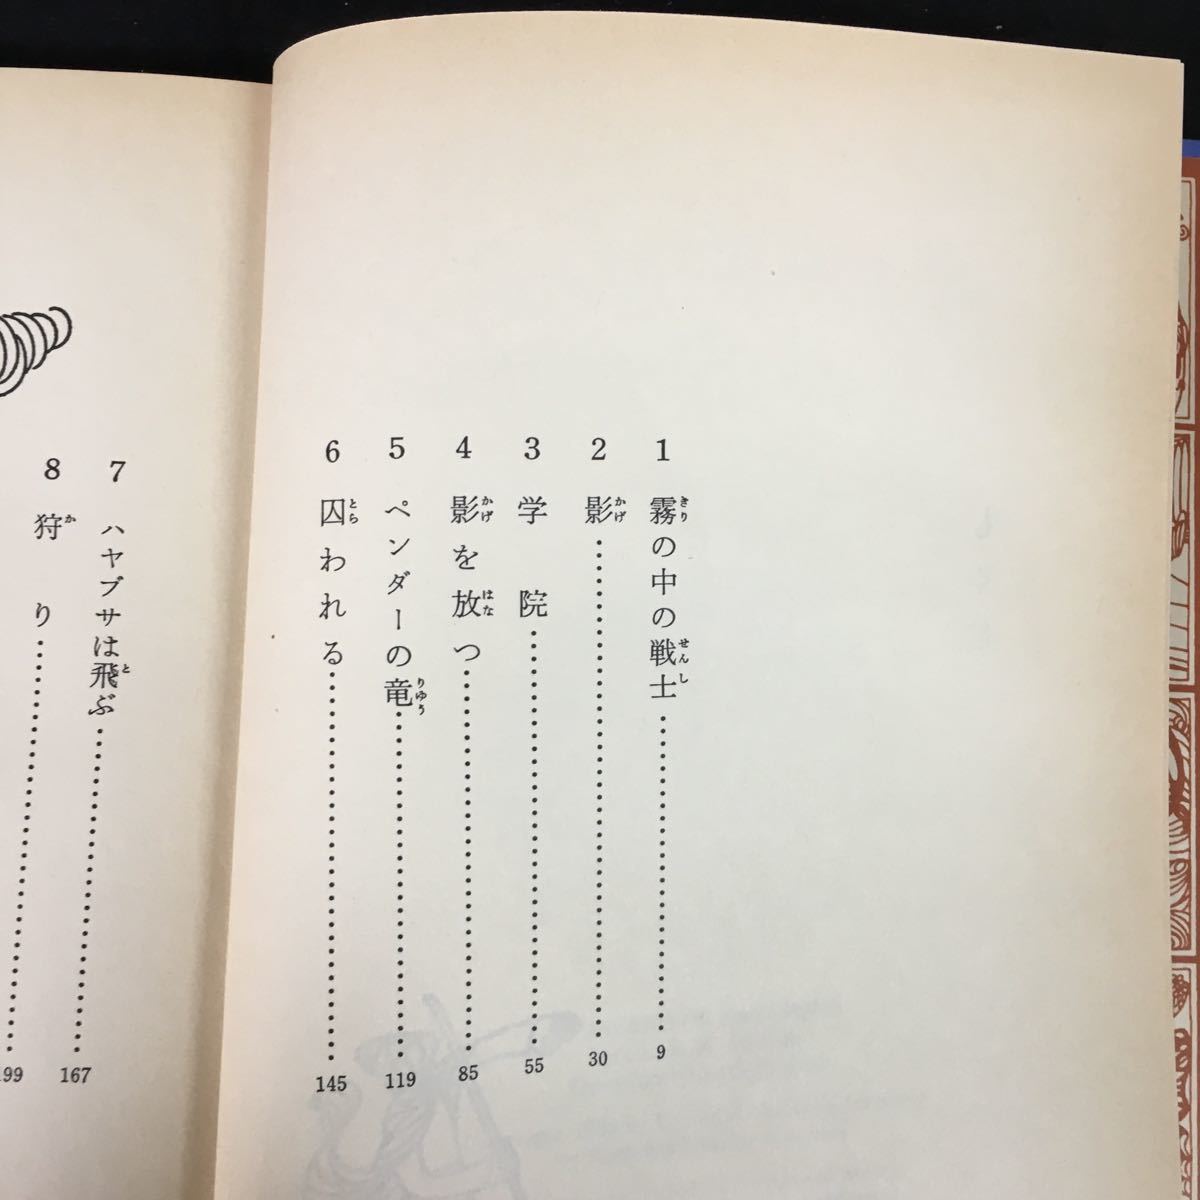 1 霧の中の戦士 9
2 影 30
3 学院 55
4 影を放つ 85
5 ペンダーの竜 119
6 囚われる 145
7 ハヤブサは飛ぶ 167
8 狩り 199